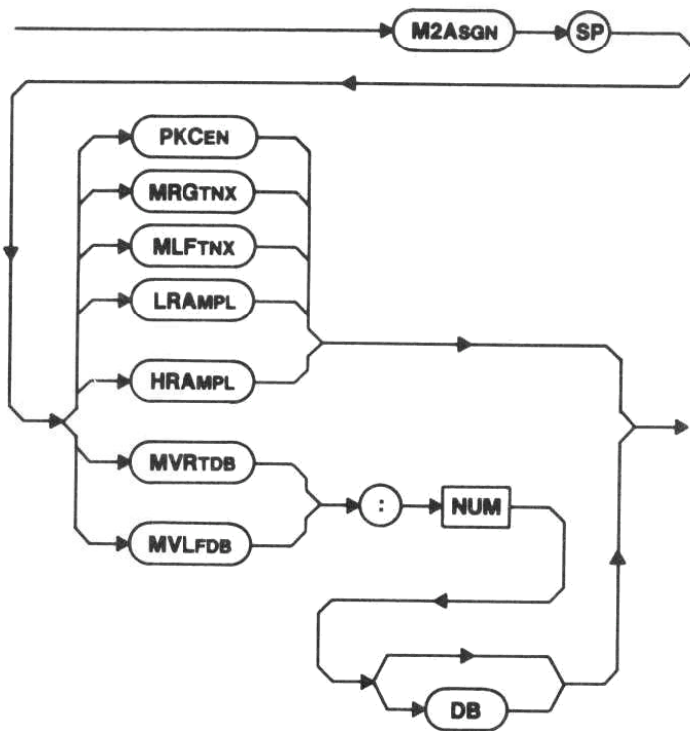 M2ASGN SP
PKCEN
MRGTNX
MLFTNX
LRAMPL
HRAMPL
MVRTDB
: NUM
MVLFDB
DB